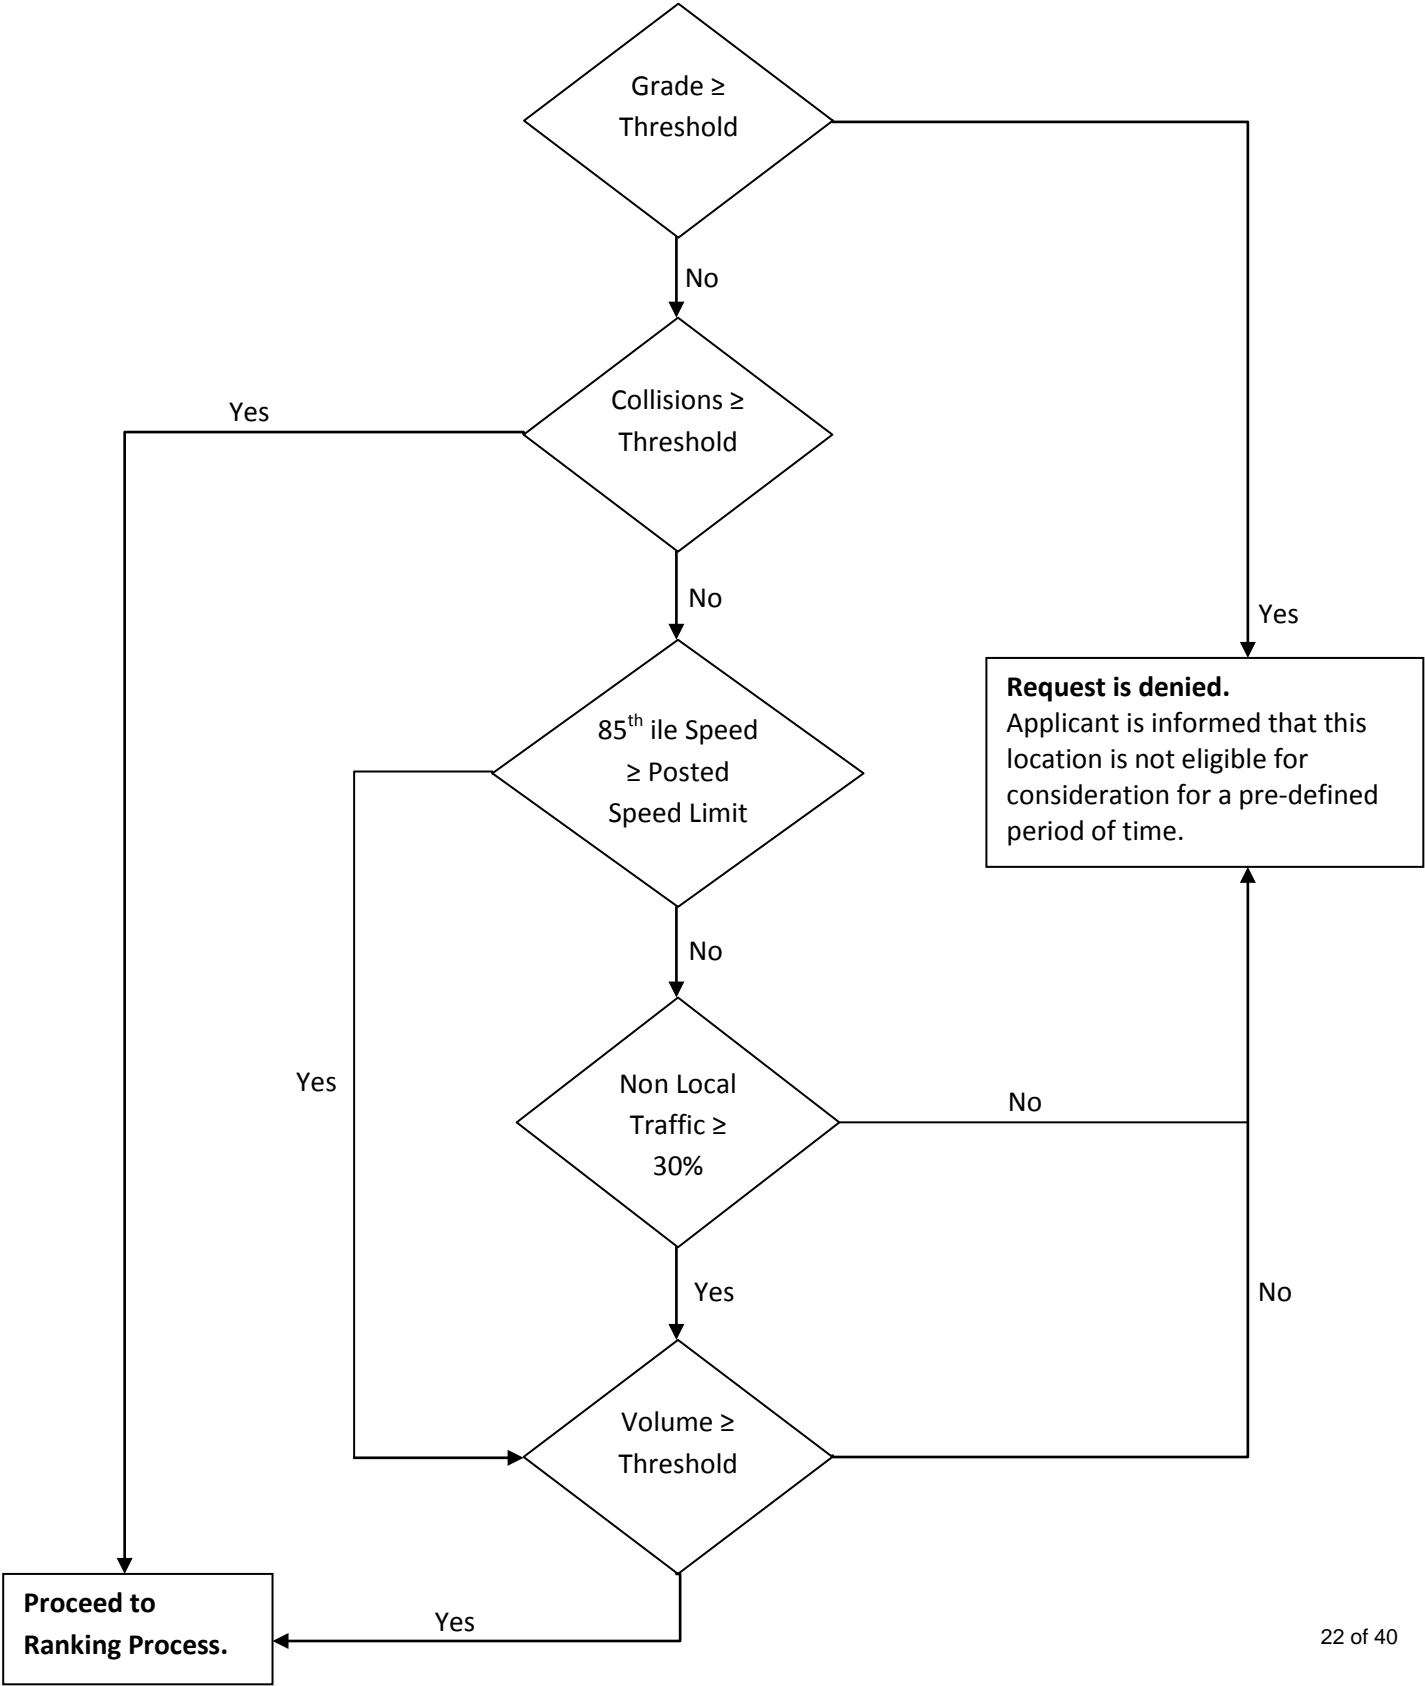 Grade ≥
Threshold
No
Collisions ≥
Threshold
Yes
No
Yes
85th ile Speed
≥ Posted
Speed Limit
Request is denied.
Applicant is informed that this
location is not eligible for
consideration for a pre-defined
period of time.
No
Yes
Non Local
Traffic ≥
30%
No
Yes
No
Volume ≥
Threshold
Proceed to
Ranking Process.
Yes
22 of 40